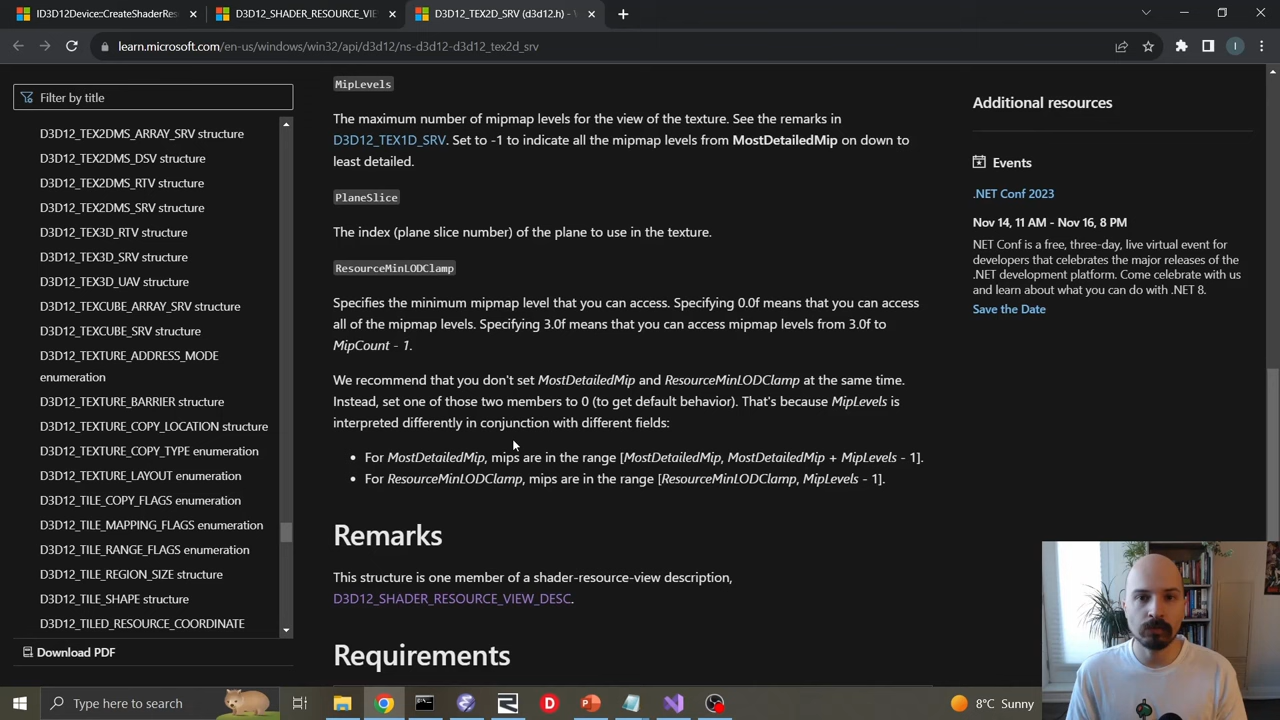 ID3D12Device::CreateShaderRes
D3D12_SHADER_RESOURCE_VIE
D3D12_TEX2D_SRV (d3d12.h) - V
learn.microsoft.com/en-us/windows/win32/api/d3d12/ns-d3d12-d3d12_tex2d_srv
I
Filter by title
D3D12_TEX2DMS_ARRAY_SRV structure
D3D12_TEX2DMS_DSV structure
D3D12_TEX2DMS_RTV structure
D3D12_TEX2DMS_SRV structure
D3D12_TEX3D_RTV structure
D3D12_TEX3D_SRV structure
D3D12_TEX3D_UAV structure
D3D12_TEXCUBE_ARRAY_SRV structure
D3D12_TEXCUBE_SRV structure
D3D12_TEXTURE_ADDRESS_MODE
enumeration
D3D12_TEXTURE_BARRIER structure
D3D12_TEXTURE_COPY_LOCATION structure
D3D12_TEXTURE_COPY_TYPE enumeration
D3D12_TEXTURE_LAYOUT enumeration
D3D12_TILE_COPY_FLAGS enumeration
D3D12_TILE_MAPPING_FLAGS enumeration
D3D12_TILE_RANGE_FLAGS enumeration
D3D12_TILE_REGION_SIZE structure
D3D12_TILE_SHAPE structure
D3D12_TILED_RESOURCE_COORDINATE
Download PDF
MipLevels
The maximum number of mipmap levels for the view of the texture. See the remarks in
D3D12_TEX1D_SRV. Set to -1 to indicate all the mipmap levels from MostDetailedMip on down to
least detailed.
PlaneSlice
The index (plane slice number) of the plane to use in the texture.
ResourceMinLODClamp
Specifies the minimum mipmap level that you can access. Specifying 0.0f means that you can access
all of the mipmap levels. Specifying 3.0f means that you can access mipmap levels from 3.0f to
MipCount - 1.
We recommend that you don't set MostDetailedMip and ResourceMinLODClamp at the same time.
Instead, set one of those two members to 0 (to get default behavior). That's because MipLevels is
interpreted differently in conjunction with different fields:
• For MostDetailedMip, mips are in the range [MostDetailedMip, MostDetailedMip + MipLevels - 1].
• For ResourceMinLODClamp, mips are in the range [ResourceMinLODClamp, MipLevels - 1].
Remarks
This structure is one member of a shader-resource-view description,
D3D12_SHADER_RESOURCE_VIEW_DESC.
Requirements
Additional resources
Events
.NET Conf 2023
Nov 14, 11 AM - Nov 16, 8 PM
.NET Conf is a free, three-day, live virtual event for
developers that celebrates the major releases of the
.NET development platform. Come celebrate with us
and learn about what you can do with .NET 8.
Save the Date
Type here to search
8°C Sunny